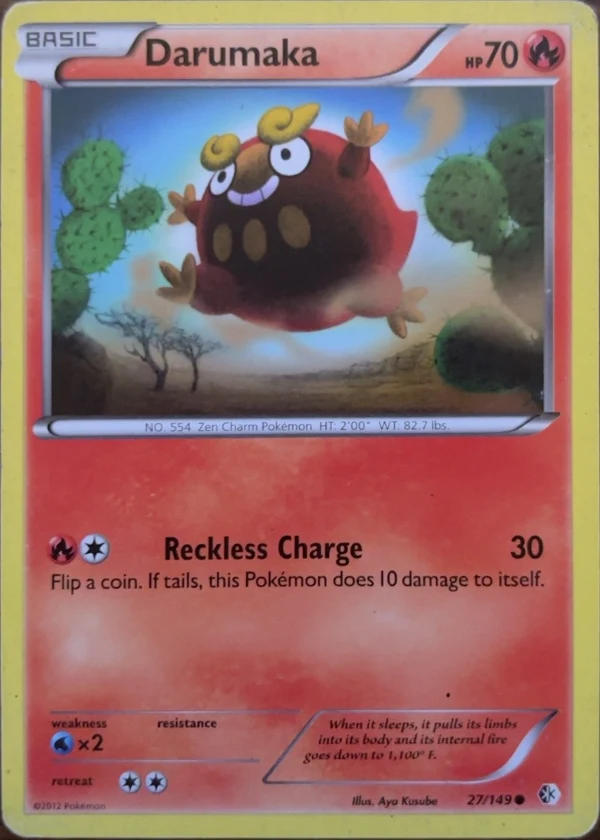 BASIC
Darumaka
HP 70
NO. 554 Zen Charm Pokémon HT: 2'00" WT: 82.7 lbs.
Reckless Charge 30
Flip a coin. If tails, this Pokémon does 10 damage to itself.
weakness resistance
×2
When it sleeps, it pulls its limbs
into its body and its internal fire
goes down to 1,100° F.
retreat
©2012 Pokémon
Illus. Aya Kusube 27/149